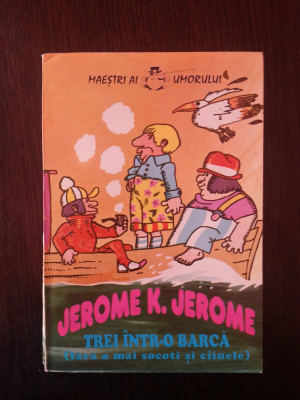 MAEȘTRI AI UMORULUI
JEROME K. JEROME
TREI ÎNTR-O BARCĂ
(fără a mai socoti și cîinele)